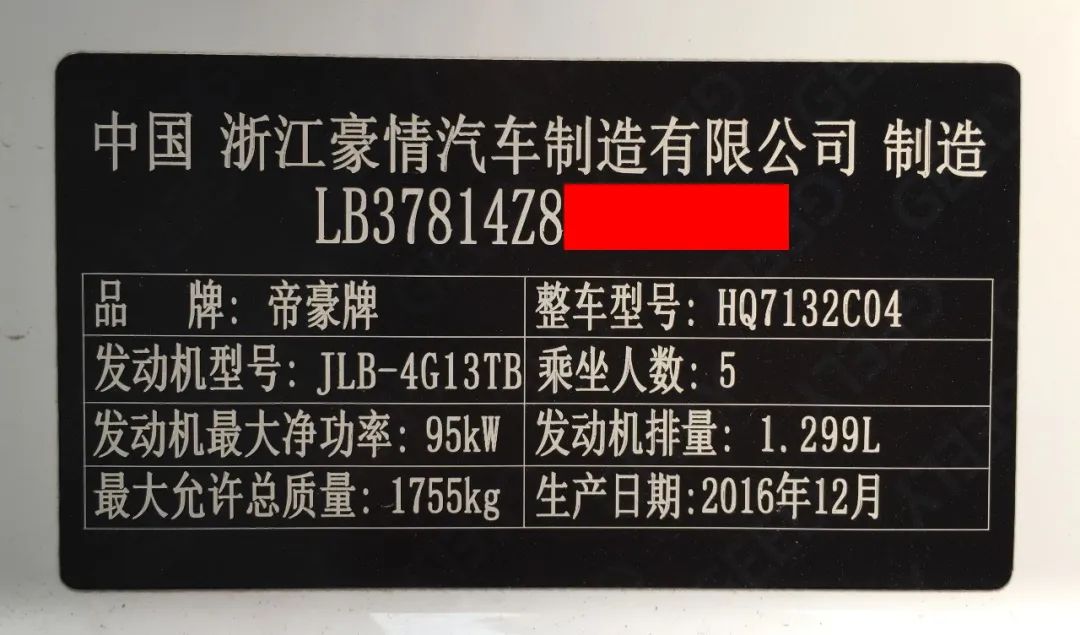 中国 浙江豪情汽车制造有限公司 制造
LB37814Z8
品 牌: 帝豪牌 整车型号: HQ7132C04
发动机型号: JLB-4G13TB 乘坐人数: 5
发动机最大净功率: 95kW 发动机排量: 1.299L
最大允许总质量: 1755kg 生产日期:2016年12月